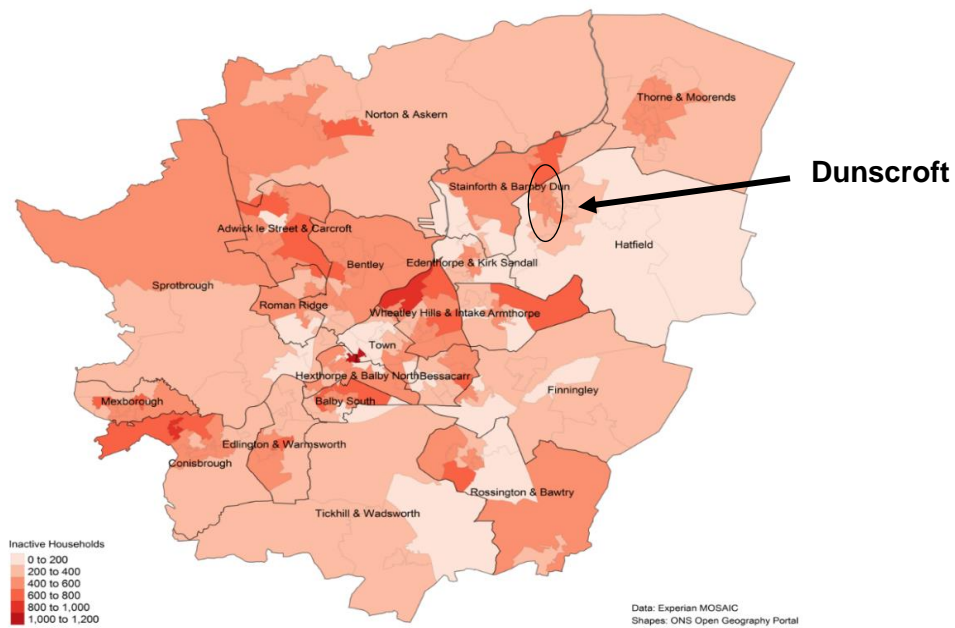 Norton & Askern
Thorne & Moorends
Dunscroft
Stainforth & Barnby Dun
Adwick le Street & Carcroft
Hatfield
Bentley
Edenthorpe & Kirk Sandall
Sprotbrough
Roman Ridge
Wheatley Hills & Intake
Armthorpe
Town
Hexthorpe & Balby North
Bessacarr
Finningley
Mexborough
Balby South
Edlington & Warmsworth
Conisbrough
Rossington & Bawtry
Tickhill & Wadsworth
Inactive Households
0 to 200
200 to 400
400 to 600
600 to 800
800 to 1,000
1,000 to 1,200
Data: Experian MOSAIC
Shapes: ONS Open Geography Portal